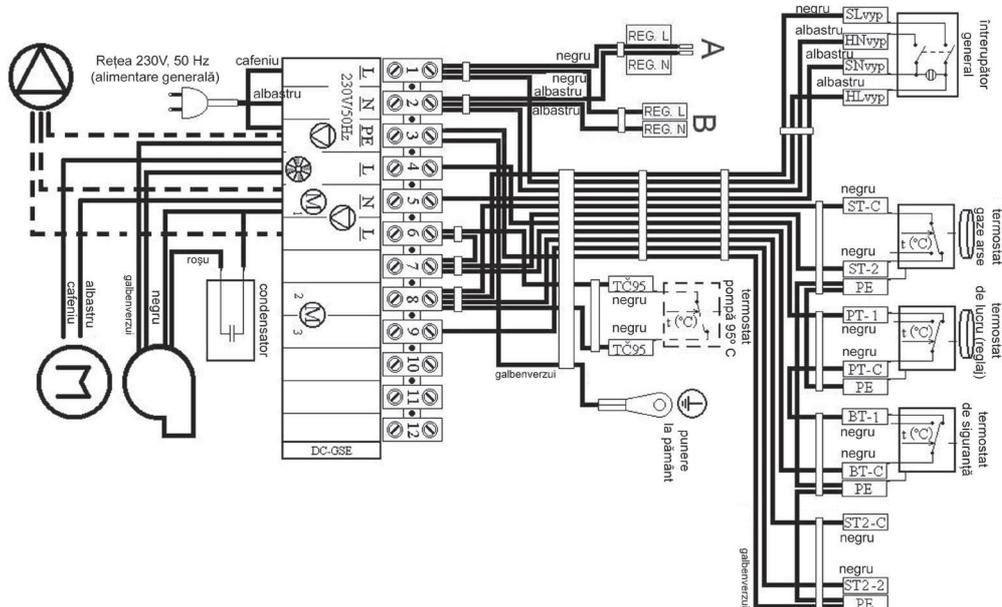 Rețea 230V, 50 Hz
(alimentare generală)
cafeniu
albastru
230V/50Hz
L
N
PE
L
N
L
M
1
2
M
3
DC-GSE
1
2
3
4
5
6
7
8
9
10
11
12
negru
negru
albastru
albastru
REG. L
REG. N
A
REG. L
REG. N
B
negru
SLvyp
albastru
HNvyp
albastru
SNvyp
albastru
HLvyp
întrerupător
general
negru
ST-C
t (°C)
negru
ST-2
PE
termostat
gaze arse
PT-1
negru
t (°C)
negru
PT-C
PE
termostat
de lucru (reglaj)
BT-1
negru
t (°C)
negru
BT-C
PE
termostat
de siguranță
ST2-C
negru
negru
ST2-2
PE
galbenverzui
TČ95
negru
t (°C)
negru
TČ95
termostat
pompă 95° C
galbenverzui
punere
la pământ
roșu
condensator
cafeniu
albastru
galbenverzui
negru
M